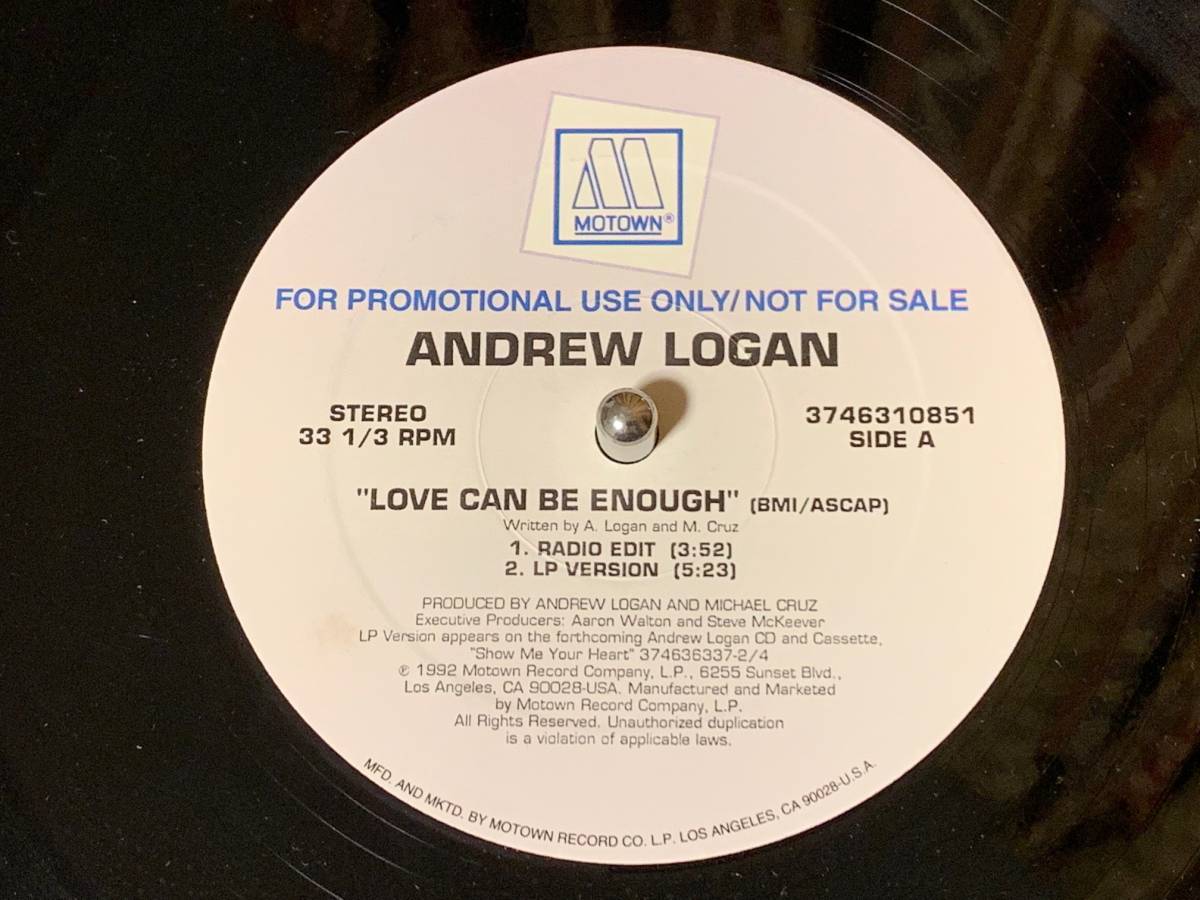 MOTOWN®
FOR PROMOTIONAL USE ONLY/NOT FOR SALE
ANDREW LOGAN
STEREO
33 1/3 RPM
3746310851
SIDE A
"LOVE CAN BE ENOUGH" (BMI/ASCAP)
Written by A. Logan and M. Cruz
1. RADIO EDIT (3:52)
2. LP VERSION (5:23)
PRODUCED BY ANDREW LOGAN AND MICHAEL CRUZ
Executive Producers: Aaron Walton and Steve McKeever
LP Version appears on the forthcoming Andrew Logan CD and Cassette,
"Show Me Your Heart" 374636337-2/4
℗ 1992 Motown Record Company, L.P., 6255 Sunset Blvd.,
Los Angeles, CA 90028-USA. Manufactured and Marketed
by Motown Record Company, L.P.
All Rights Reserved. Unauthorized duplication
is a violation of applicable laws.
MFD. AND MKTD. BY MOTOWN RECORD CO. L.P. LOS ANGELES, CA 90028-U.S.A.